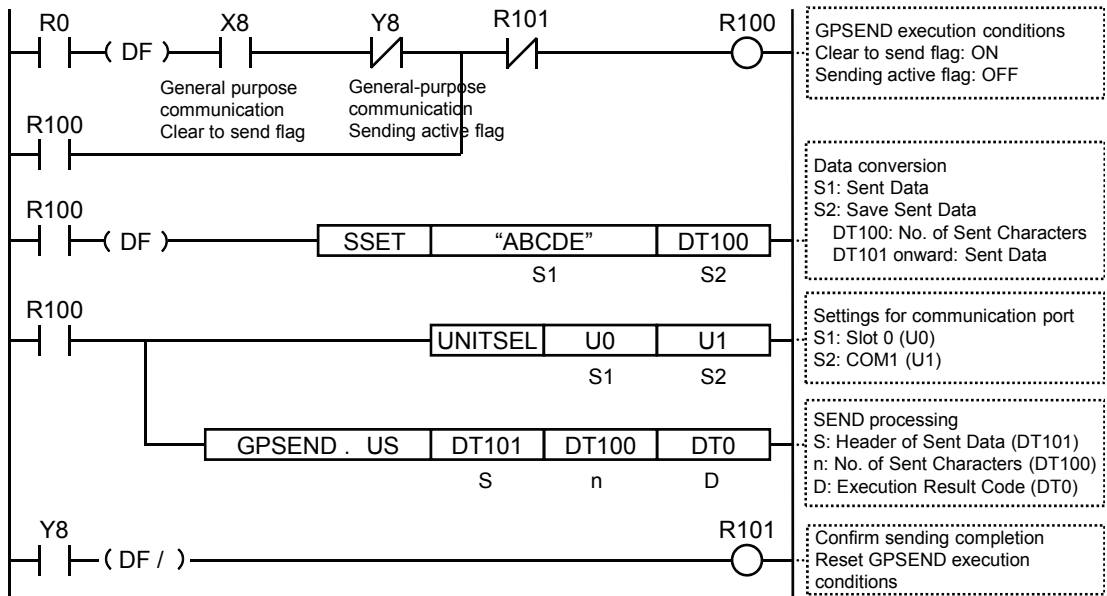 R0 X8 Y8 R101 R100
( DF )
General purpose
communication
Clear to send flag
General-purpose
communication
Sending active flag
GPSEND execution conditions
Clear to send flag: ON
Sending active flag: OFF
R100
R100
( DF ) SSET “ABCDE” DT100
S1 S2
Data conversion
S1: Sent Data
S2: Save Sent Data
DT100: No. of Sent Characters
DT101 onward: Sent Data
R100
UNITSEL U0 U1
S1 S2
Settings for communication port
S1: Slot 0 (U0)
S2: COM1 (U1)
GPSEND . US DT101 DT100 DT0
S n D
SEND processing
S: Header of Sent Data (DT101)
n: No. of Sent Characters (DT100)
D: Execution Result Code (DT0)
Y8 R101
( DF / )
Confirm sending completion
Reset GPSEND execution
conditions